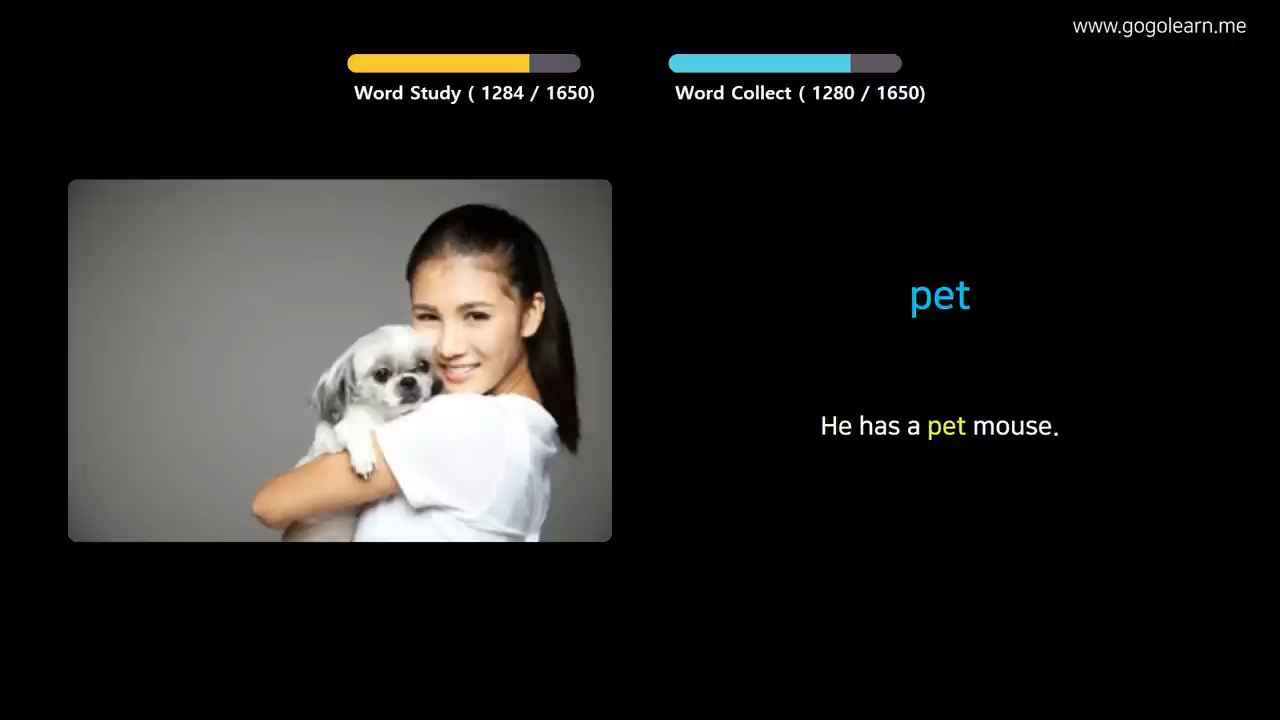 www.gogolearn.me
Word Study ( 1284 / 1650)
Word Collect ( 1280 / 1650)
pet
He has a pet mouse.